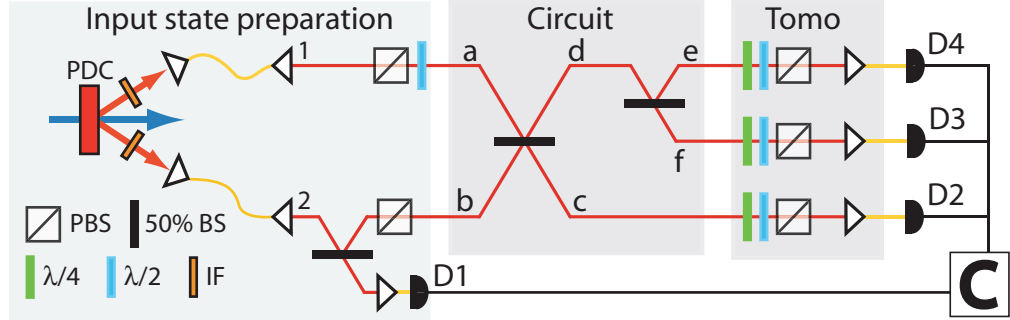 Input state preparation
Circuit
Tomo
PDC
1
a
d
e
D4
D3
f
2
b
c
D2
PBS
50% BS
λ/4
λ/2
IF
D1
C